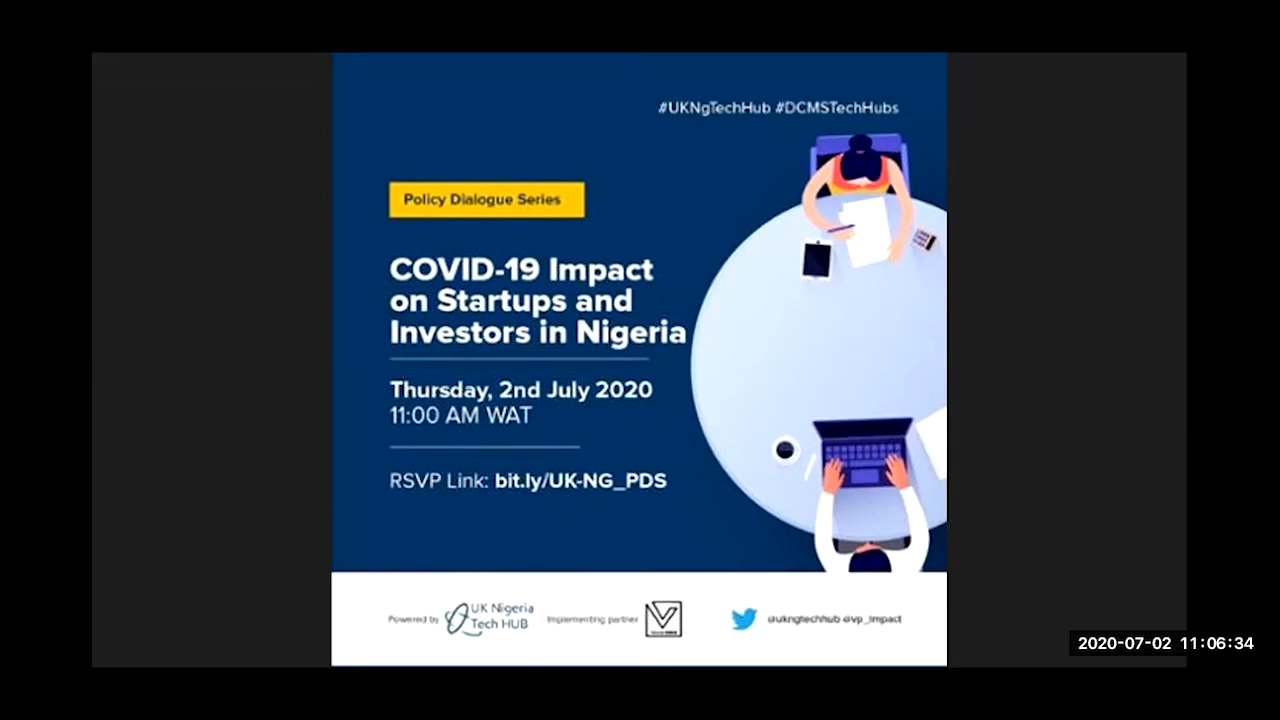 #UKNgTechHub #DCMSTechHubs
Policy Dialogue Series
COVID-19 Impact
on Startups and
Investors in Nigeria
Thursday, 2nd July 2020
11:00 AM WAT
RSVP Link: bit.ly/UK-NG_PDS
Powered by
UK Nigeria
Tech HUB
Implementing partner
@ukngtechhub @vp_impact
2020-07-02 11:06:34